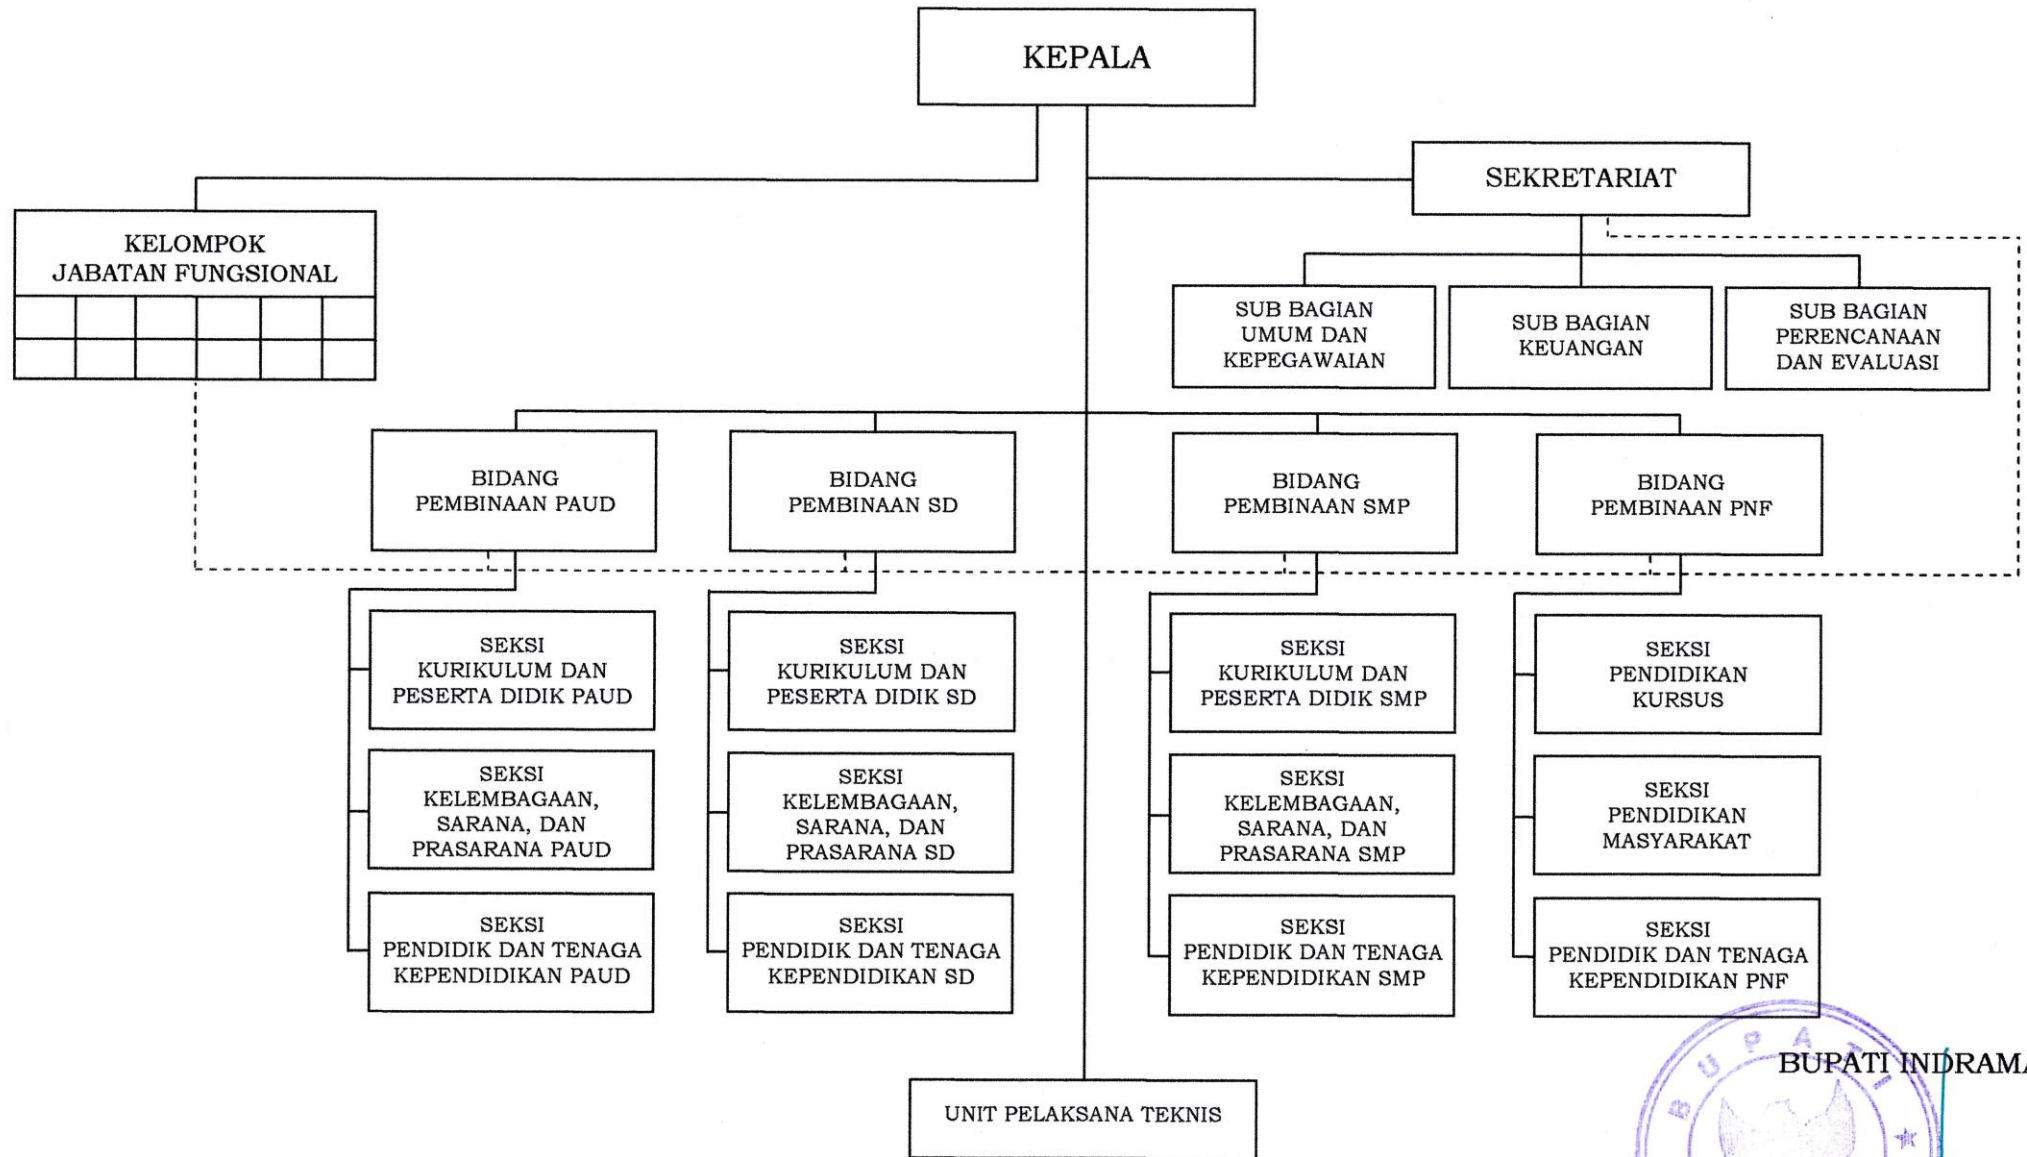 KEPALA
SEKRETARIAT
KELOMPOK
JABATAN FUNGSIONAL
SUB BAGIAN
UMUM DAN
KEPEGAWAIAN
SUB BAGIAN
KEUANGAN
SUB BAGIAN
PERENCANAAN
DAN EVALUASI
BIDANG
PEMBINAAN PAUD
BIDANG
PEMBINAAN SD
BIDANG
PEMBINAAN SMP
BIDANG
PEMBINAAN PNF
SEKSI
KURIKULUM DAN
PESERTA DIDIK PAUD
SEKSI
KURIKULUM DAN
PESERTA DIDIK SD
SEKSI
KURIKULUM DAN
PESERTA DIDIK SMP
SEKSI
PENDIDIKAN
KURSUS
SEKSI
KELEMBAGAAN,
SARANA, DAN
PRASARANA PAUD
SEKSI
KELEMBAGAAN,
SARANA, DAN
PRASARANA SD
SEKSI
KELEMBAGAAN,
SARANA, DAN
PRASARANA SMP
SEKSI
PENDIDIKAN
MASYARAKAT
SEKSI
PENDIDIK DAN TENAGA
KEPENDIDIKAN PAUD
SEKSI
PENDIDIK DAN TENAGA
KEPENDIDIKAN SD
SEKSI
PENDIDIK DAN TENAGA
KEPENDIDIKAN SMP
SEKSI
PENDIDIK DAN TENAGA
KEPENDIDIKAN PNF
UNIT PELAKSANA TEKNIS
BUPATI INDRAMA
BUPATI